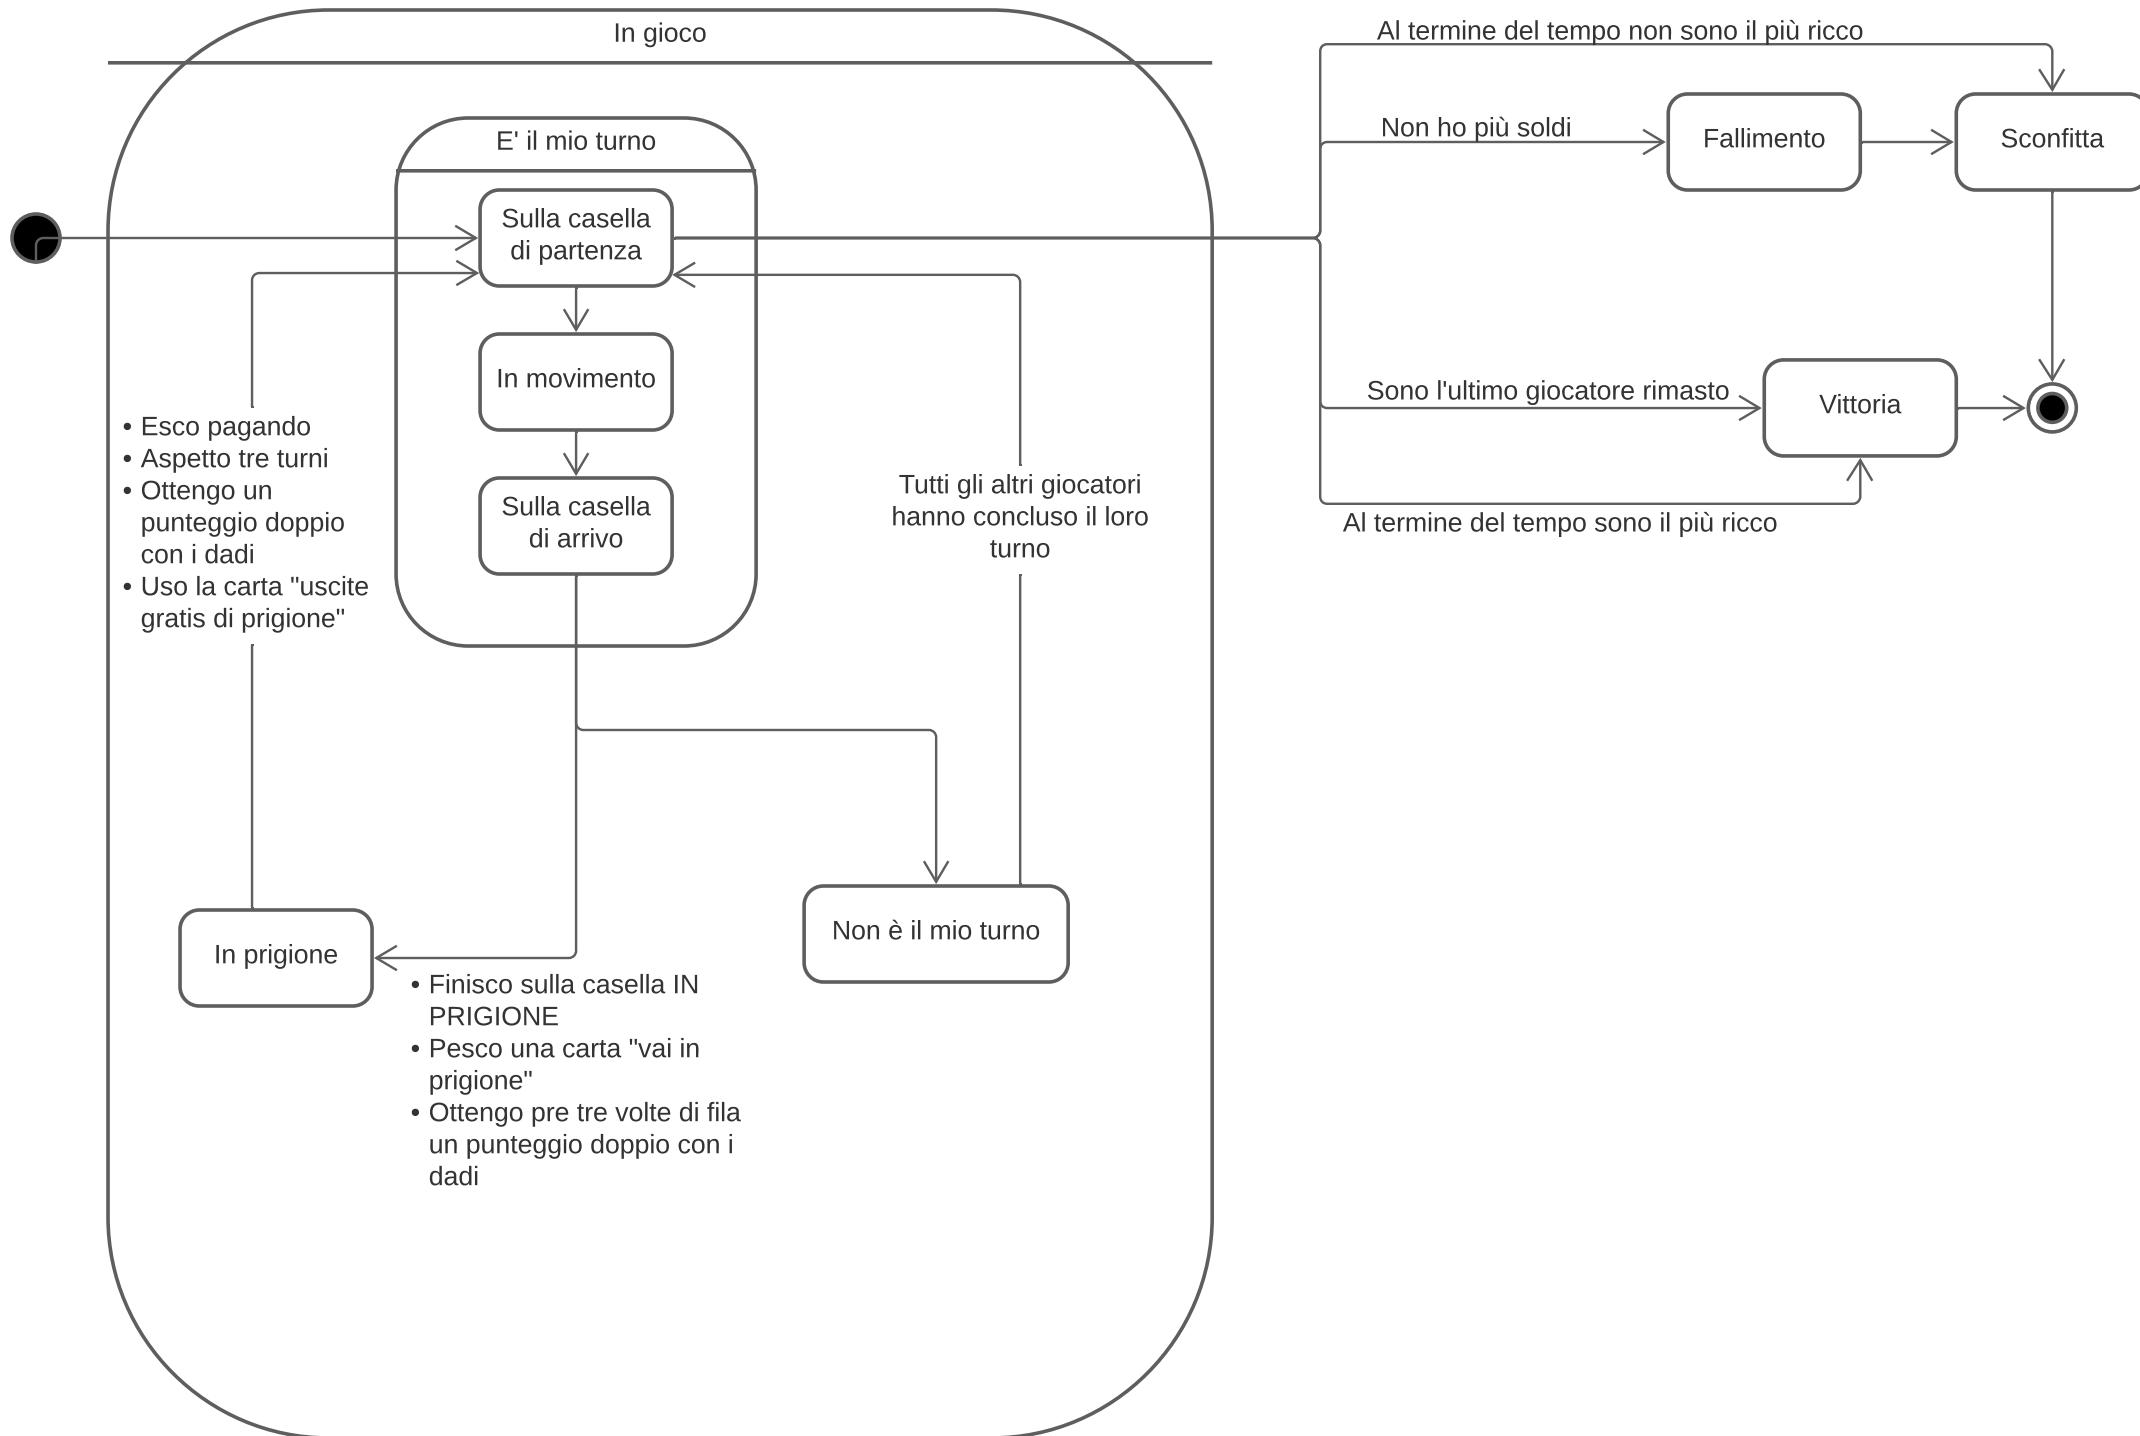 In gioco
E' il mio turno
Sulla casella
di partenza
In movimento
Sulla casella
di arrivo
• Esco pagando
• Aspetto tre turni
• Ottengo un
punteggio doppio
con i dadi
• Uso la carta "uscite
gratis di prigione"
Tutti gli altri giocatori
hanno concluso il loro
turno
In prigione
Non è il mio turno
• Finisco sulla casella IN
PRIGIONE
• Pesco una carta "vai in
prigione"
• Ottengo pre tre volte di fila
un punteggio doppio con i
dadi
Al termine del tempo non sono il più ricco
Non ho più soldi
Fallimento
Sconfitta
Sono l'ultimo giocatore rimasto
Vittoria
Al termine del tempo sono il più ricco